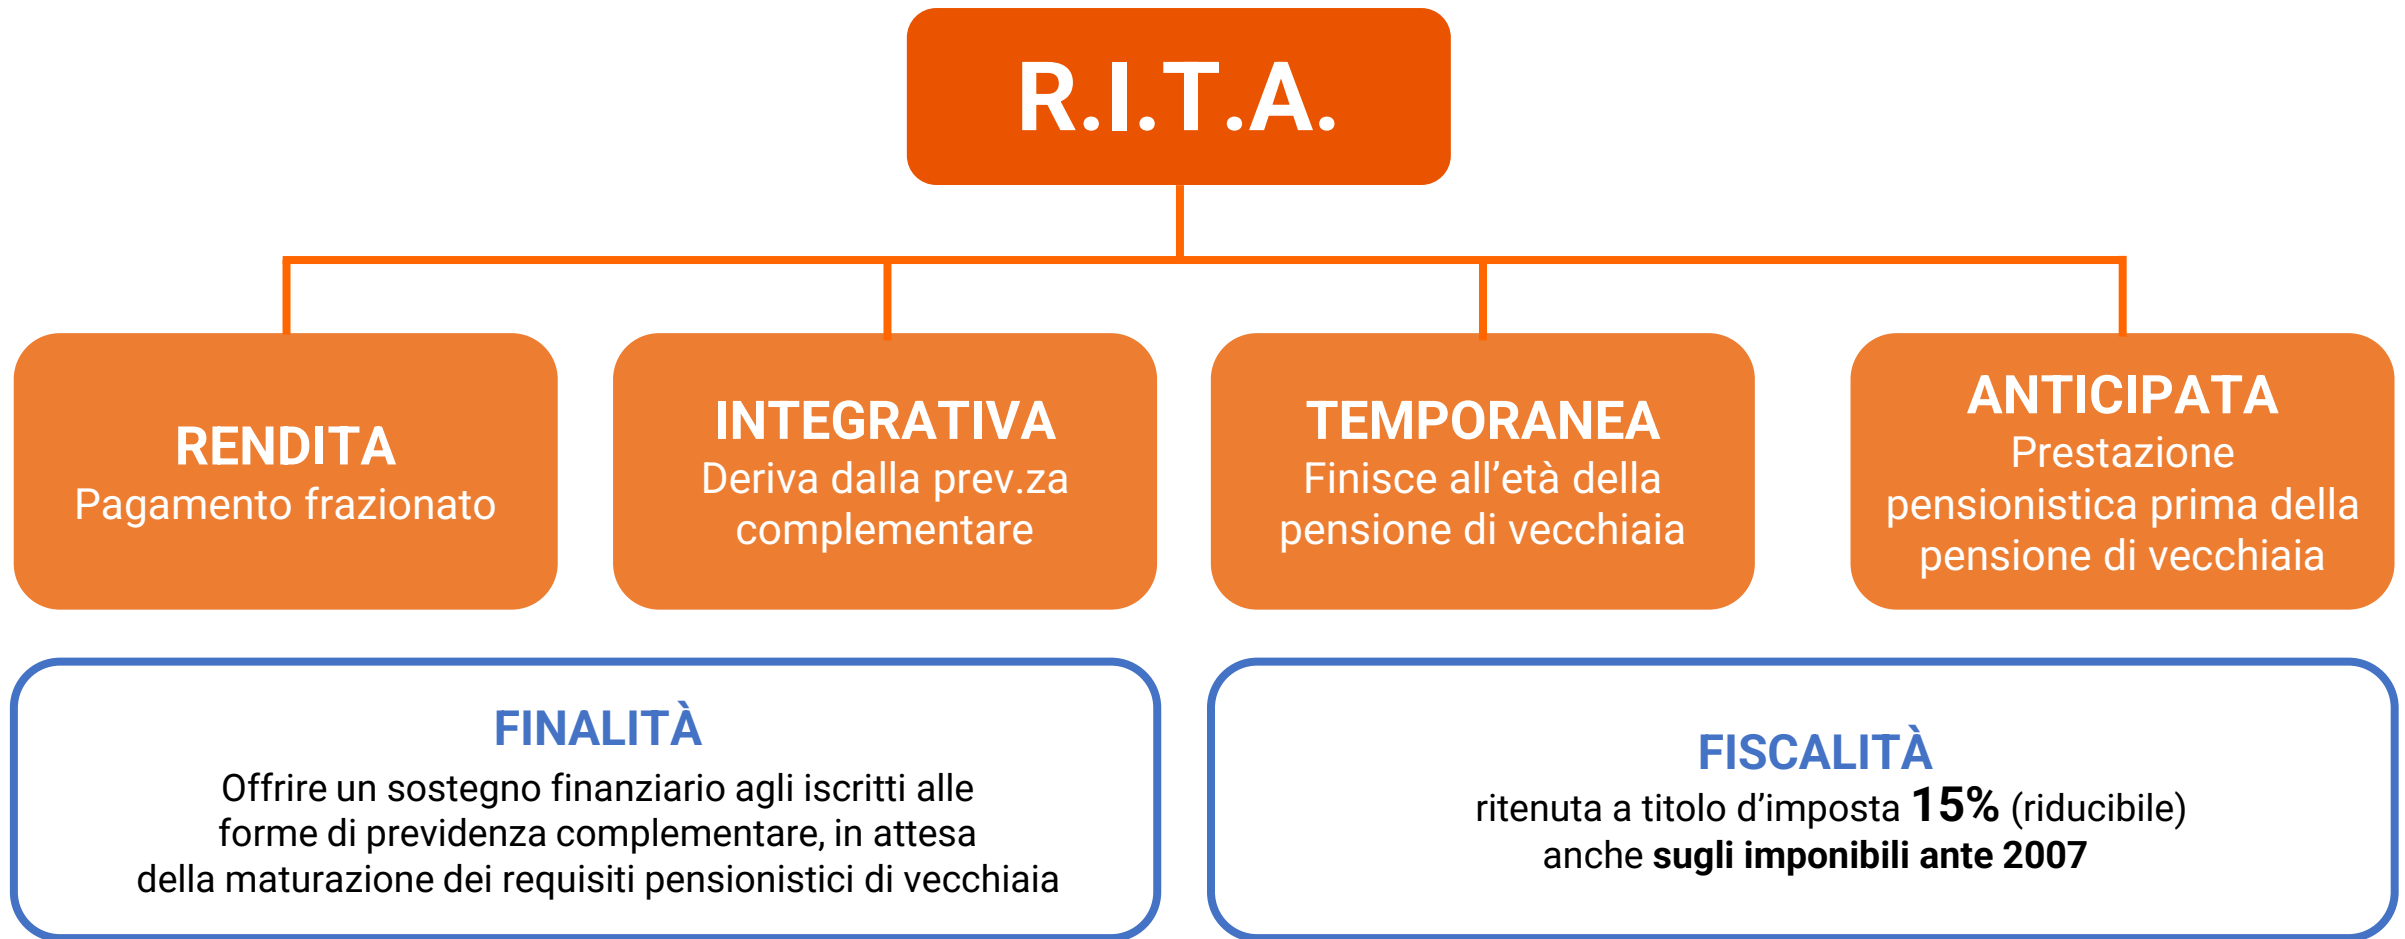 R.I.T.A.
RENDITA
Pagamento frazionato
INTEGRATIVA
Deriva dalla prev.za
complementare
TEMPORANEA
Finisce all’età della
pensione di vecchiaia
ANTICIPATA
Prestazione
pensionistica prima della
pensione di vecchiaia
FINALITÀ
Offrire un sostegno finanziario agli iscritti alle
forme di previdenza complementare, in attesa
della maturazione dei requisiti pensionistici di vecchiaia
FISCALITÀ
ritenuta a titolo d’imposta 15% (riducibile)
anche sugli imponibili ante 2007